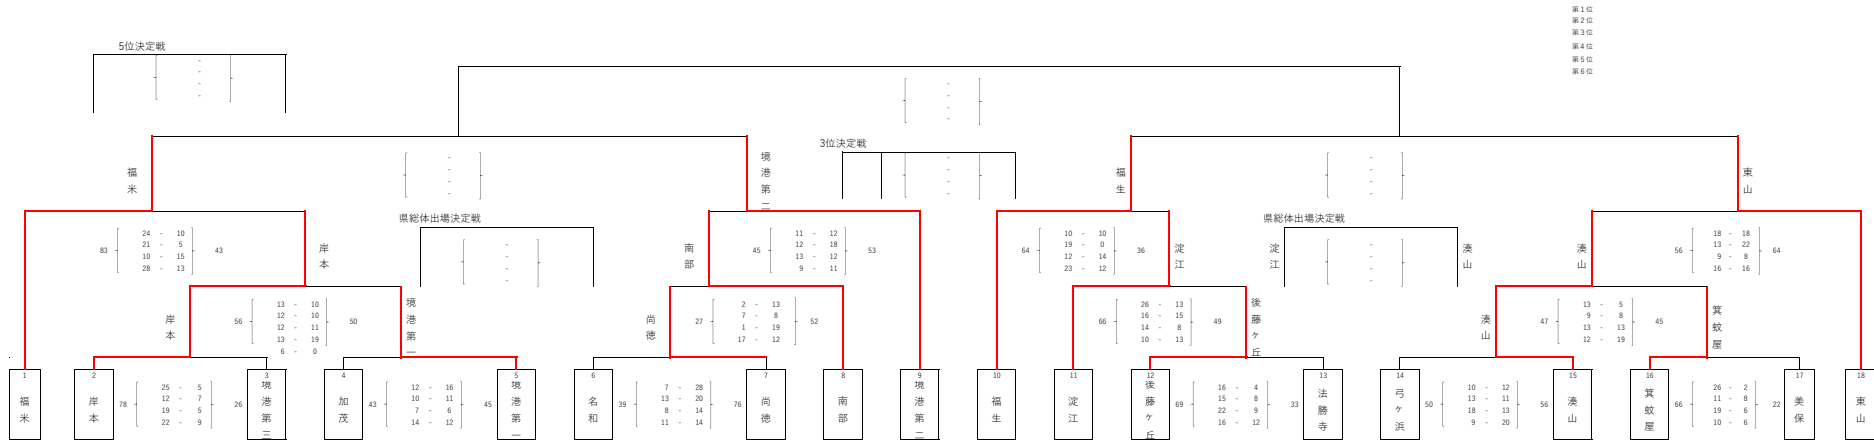 第1位
第2位
第3位
第4位
第5位
第6位
5位決定戦
-
-
-
-
-
-
-
-
3位決定戦
-
-
-
-
福米
-
-
-
-
境港第二
福生
-
-
-
-
東山
県総体出場決定戦
-
-
-
-
県総体出場決定戦
淀江
-
-
-
-
湊山
83 43
24 - 10
21 - 5
10 - 15
28 - 13
岸本
南部
45 53
11 - 12
12 - 18
13 - 12
9 - 11
64 36
10 - 10
19 - 0
12 - 14
23 - 12
淀江
湊山
56 64
18 - 18
13 - 22
9 - 8
16 - 16
岸本
56 50
13 - 10
12 - 10
12 - 11
13 - 19
6 - 0
境港第一
尚徳
27 52
2 - 13
7 - 8
1 - 19
17 - 12
66 49
26 - 13
16 - 15
14 - 8
10 - 13
後藤ヶ丘
湊山
47 45
13 - 5
9 - 8
13 - 13
12 - 19
箕蚊屋
1
福米
2
岸本
78 26
25 - 5
12 - 7
19 - 5
22 - 9
3
境港第三
4
加茂
43 45
12 - 16
10 - 11
7 - 6
14 - 12
5
境港第一
6
名和
39 76
7 - 28
13 - 20
8 - 14
11 - 14
7
尚徳
8
南部
9
境港第二
10
福生
11
淀江
12
後藤ヶ丘
69 33
16 - 4
15 - 8
22 - 9
16 - 12
13
法勝寺
14
弓ヶ浜
50 56
10 - 12
13 - 11
18 - 13
9 - 20
15
湊山
16
箕蚊屋
66 22
26 - 2
11 - 8
19 - 6
10 - 6
17
美保
18
東山